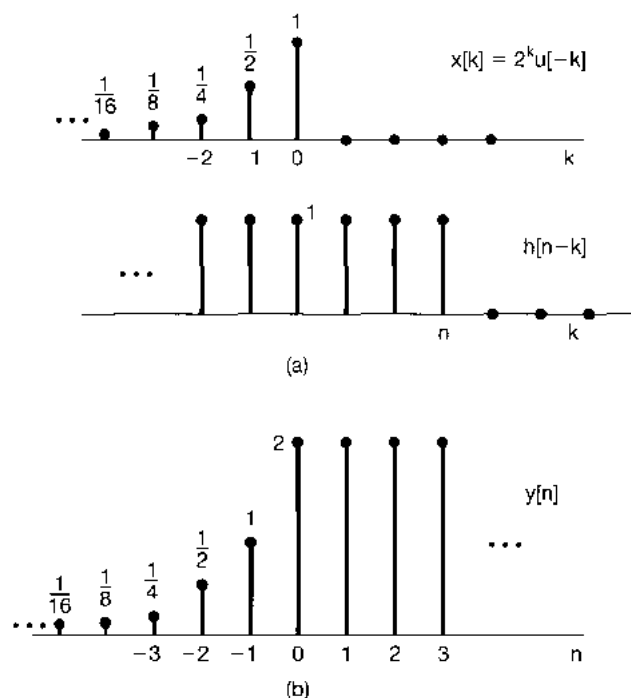 1
1/16 1/8 1/4 1/2
x[k] = 2^k u[-k]
...
−2 1 0 k
1
h[n-k]
...
n k
(a)
2
y[n]
1
1/16 1/8 1/4 1/2
...
...
−3 −2 −1 0 1 2 3 n
(b)